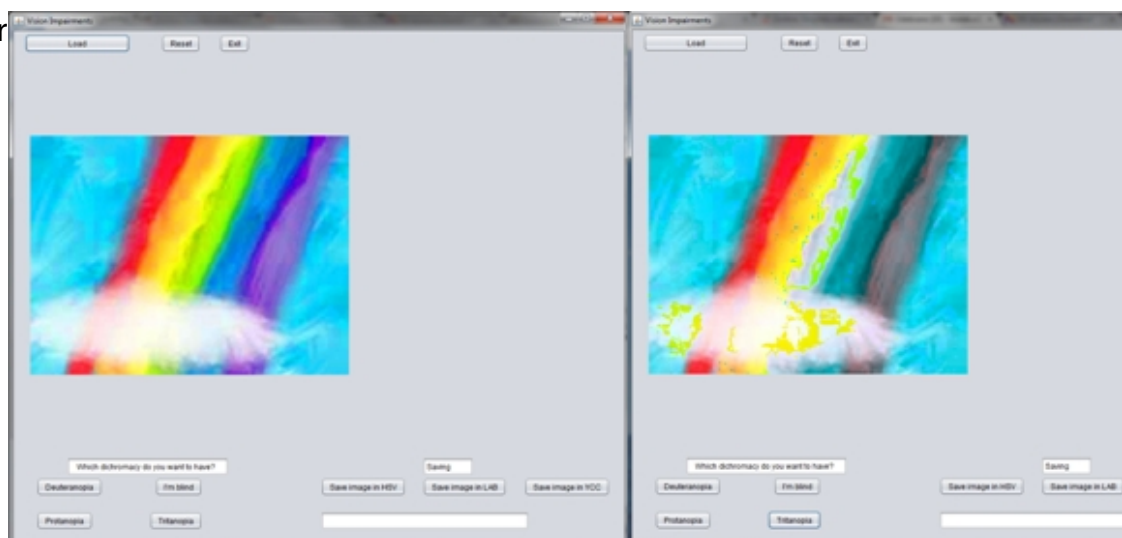 r
Vision Impairments
Load Reset Exit
Which dichromacy do you want to have?
Saving
Deuteranopia I'm blind Save image in HSV Save image in LAB Save image in YCC
Protanopia Tritanopia
Vision Impairments
Load Reset Exit
Which dichromacy do you want to have?
Saving
Deuteranopia I'm blind Save image in HSV Save image in LAB
Protanopia Tritanopia